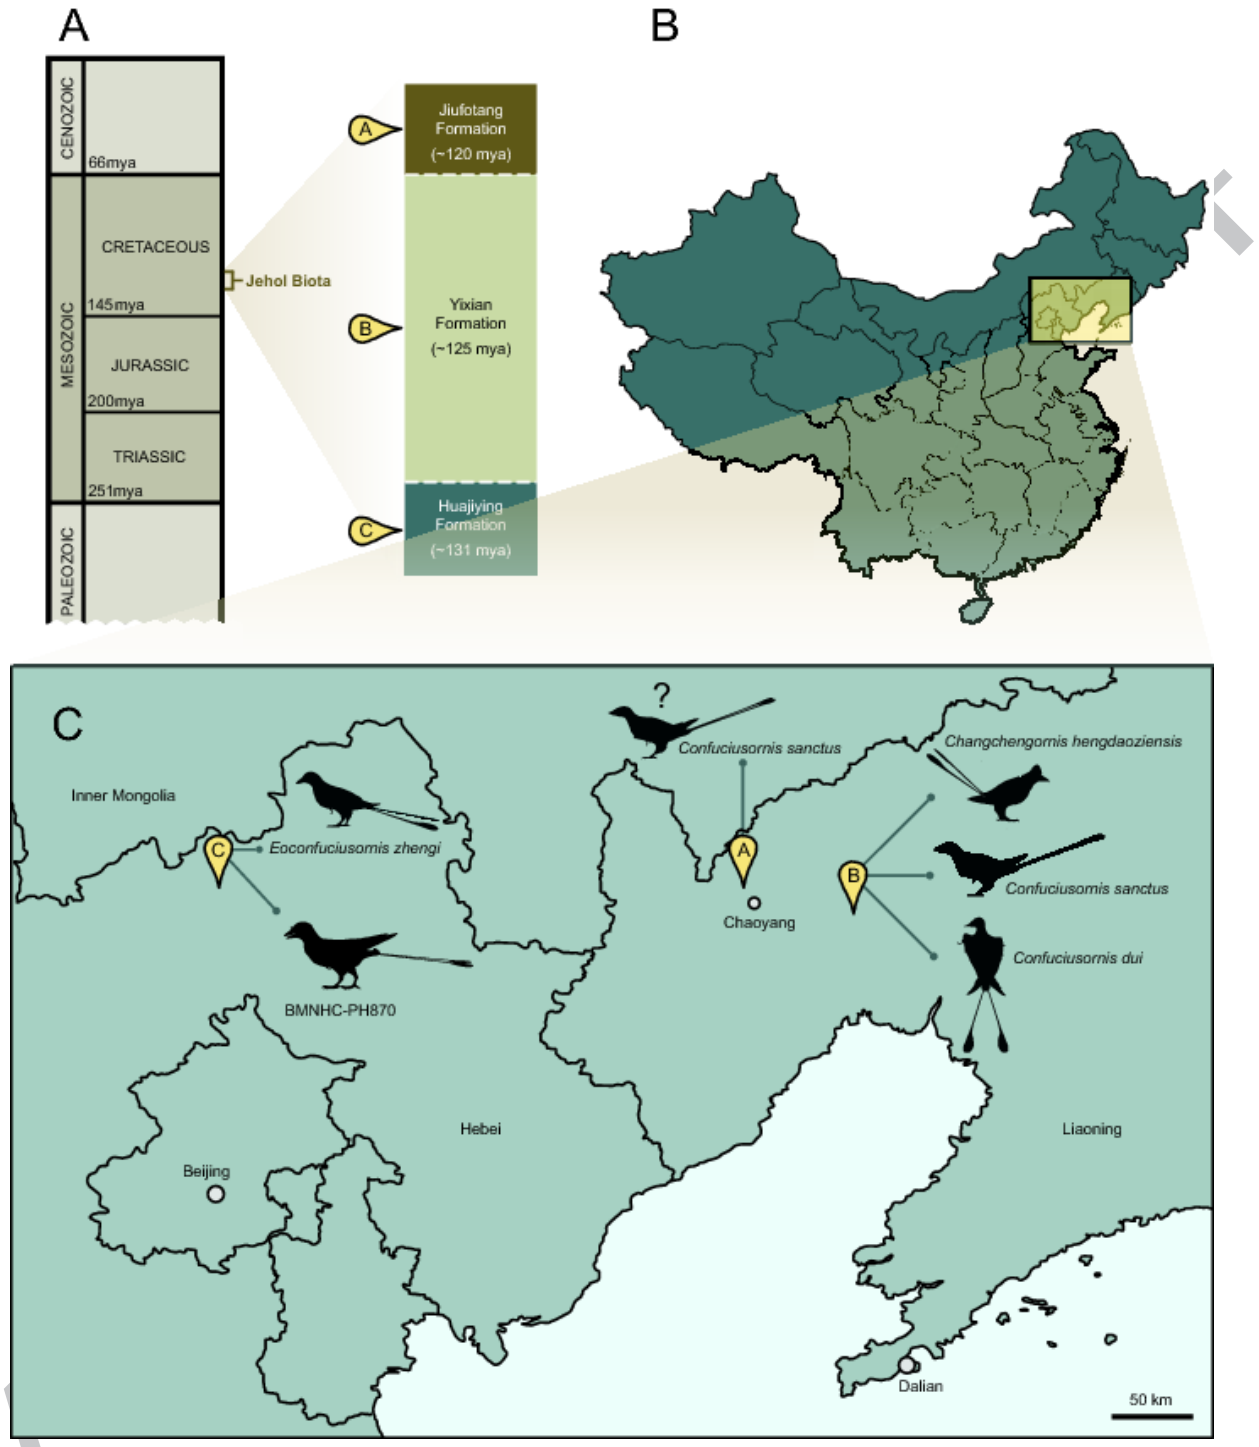 A
B
CENOZOIC
66mya
MESOZOIC
CRETACEOUS
145mya
JURASSIC
200mya
TRIASSIC
251mya
PALEOZOIC
Jehol Biota
A
Jiufotang
Formation
(~120 mya)
B
Yixian
Formation
(~125 mya)
C
Huajiying
Formation
(~131 mya)
C
?
Confuciusornis sanctus
Changchengornis hengdaoziensis
Inner Mongolia
C
Eoconfuciusornis zhengi
A
B
Confuciusornis sanctus
Chaoyang
Confuciusornis dui
BMNHC-PH870
Hebei
Liaoning
Beijing
Dalian
50 km